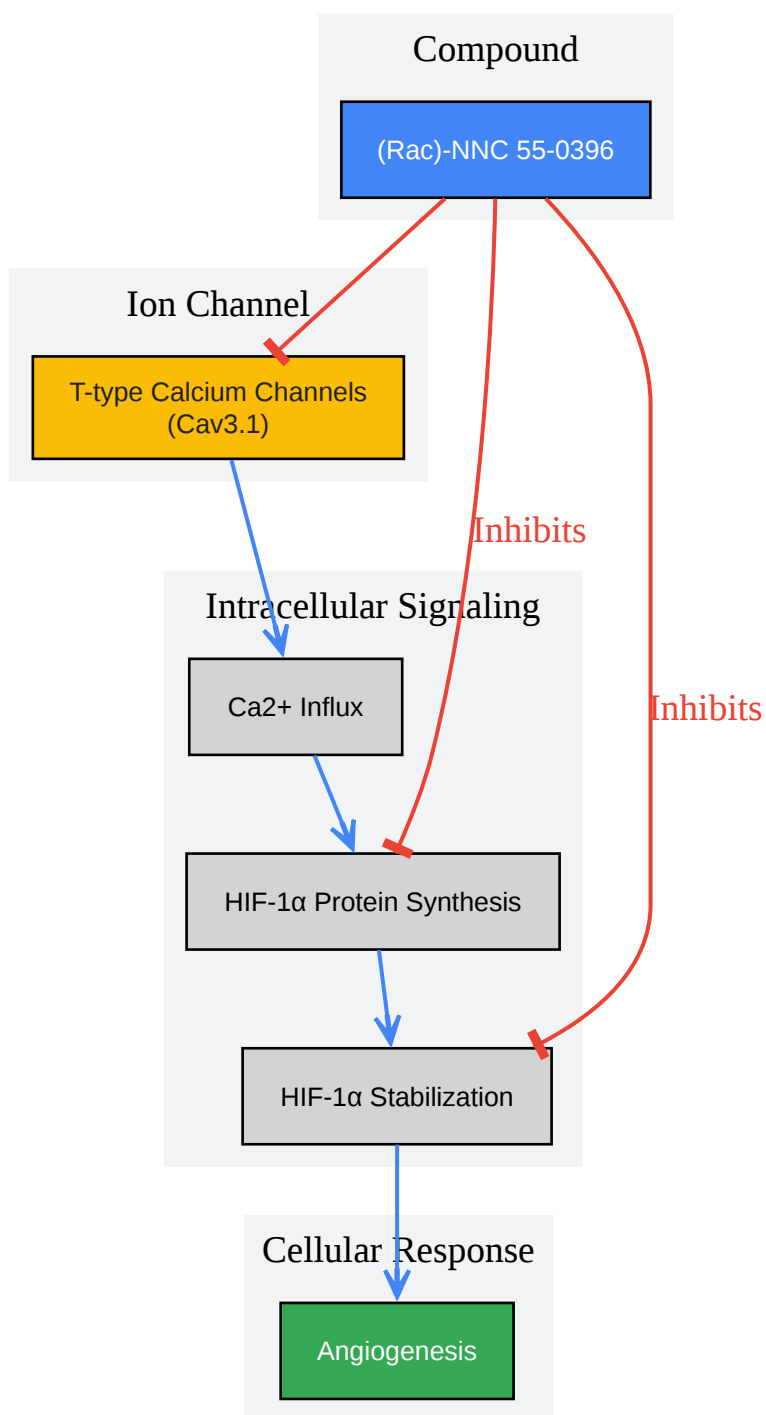 Compound
(Rac)-NNC 55-0396
Ion Channel
T-type Calcium Channels
(Cav3.1)
Inhibits
Intracellular Signaling
Ca2+ Influx
Inhibits
HIF-1α Protein Synthesis
HIF-1α Stabilization
Cellular Response
Angiogenesis